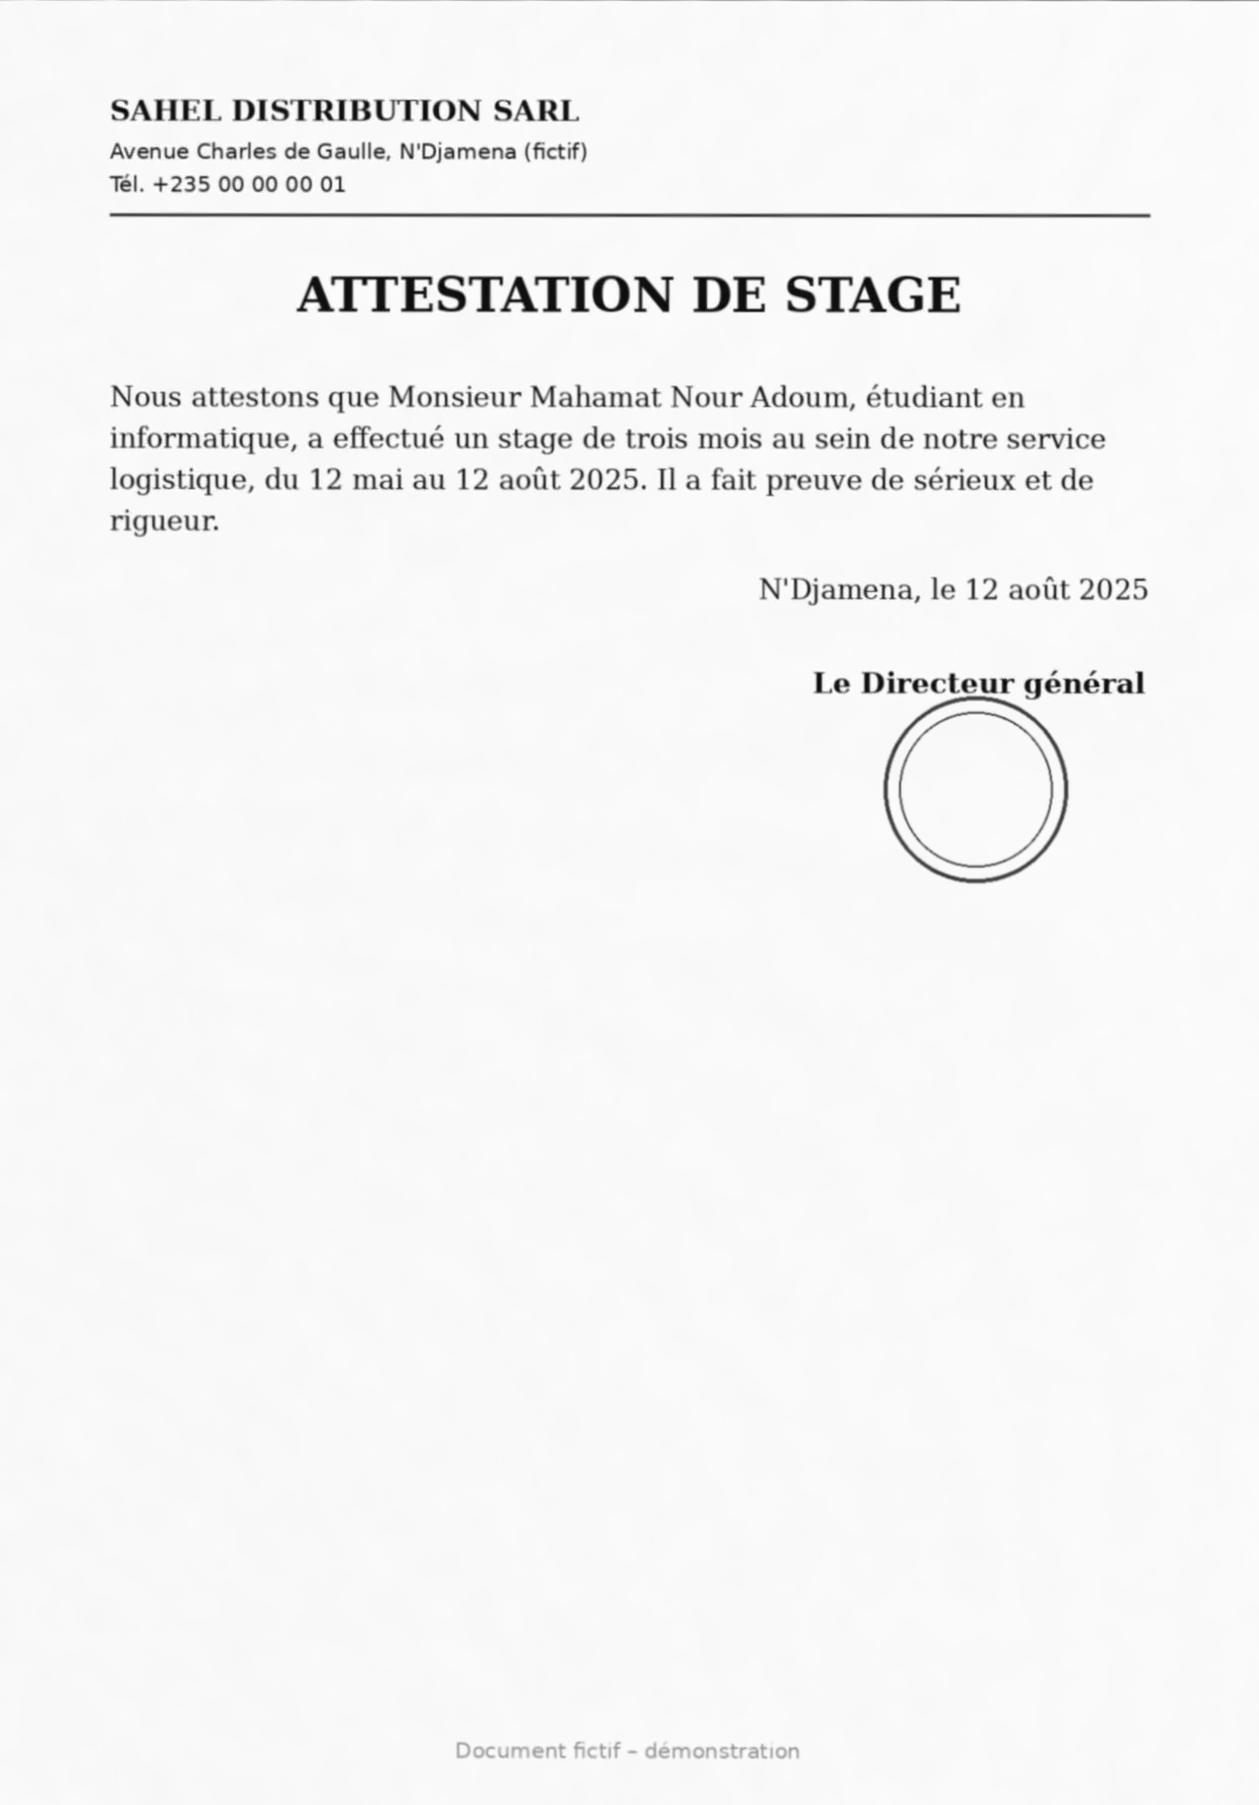 SAHEL DISTRIBUTION SARL
Avenue Charles de Gaulle, N'Djamena (fictif)
Tél. +235 00 00 00 01
ATTESTATION DE STAGE
Nous attestons que Monsieur Mahamat Nour Adoum, étudiant en
informatique, a effectué un stage de trois mois au sein de notre service
logistique, du 12 mai au 12 août 2025. Il a fait preuve de sérieux et de
rigueur.
N'Djamena, le 12 août 2025
Le Directeur général
Document fictif – démonstration